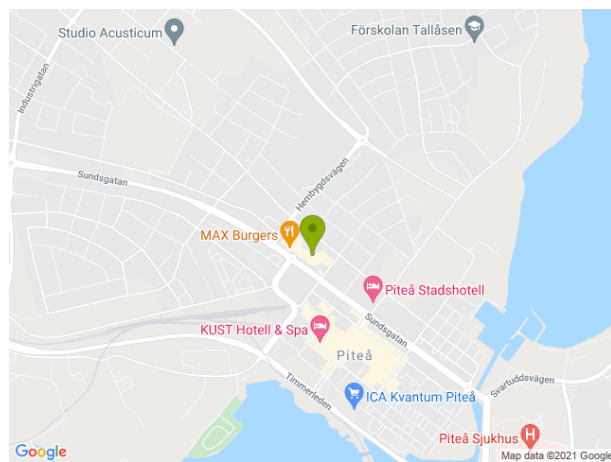 Studio Acusticum
Förskolan Tallåsen
Industrigatan
Sundsgatan
Hembygdsvägen
MAX Burgers
Piteå Stadshotell
KUST Hotell & Spa
Sundsgatan
Piteå
Timmerleden
ICA Kvantum Piteå
Svartuddsvägen
Piteå Sjukhus
H
Google
Map data ©2021 Google